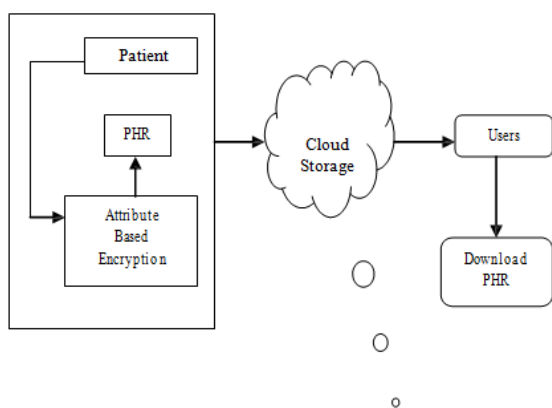 Patient
PHR
Attribute
Based
Encryption
Cloud
Storage
Users
Download
PHR